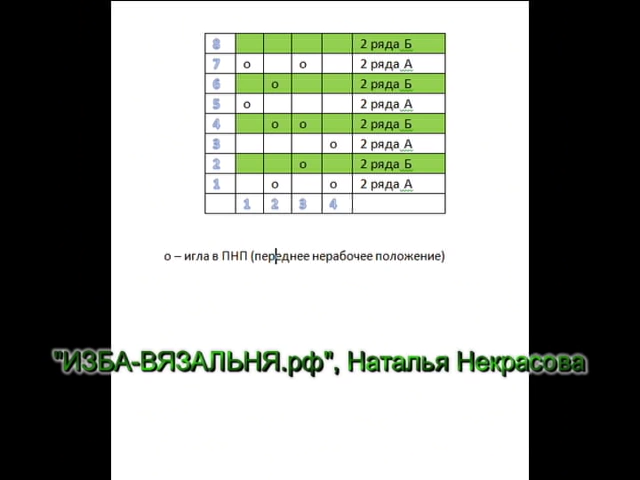 8 2 ряда Б
7 о о 2 ряда А
6 о 2 ряда Б
5 о 2 ряда А
4 о о 2 ряда Б
3 о 2 ряда А
2 о 2 ряда Б
1 о о 2 ряда А
1 2 3 4
о – игла в ПНП (переднее нерабочее положение)
"ИЗБА-ВЯЗАЛЬНЯ.рф", Наталья Некрасова